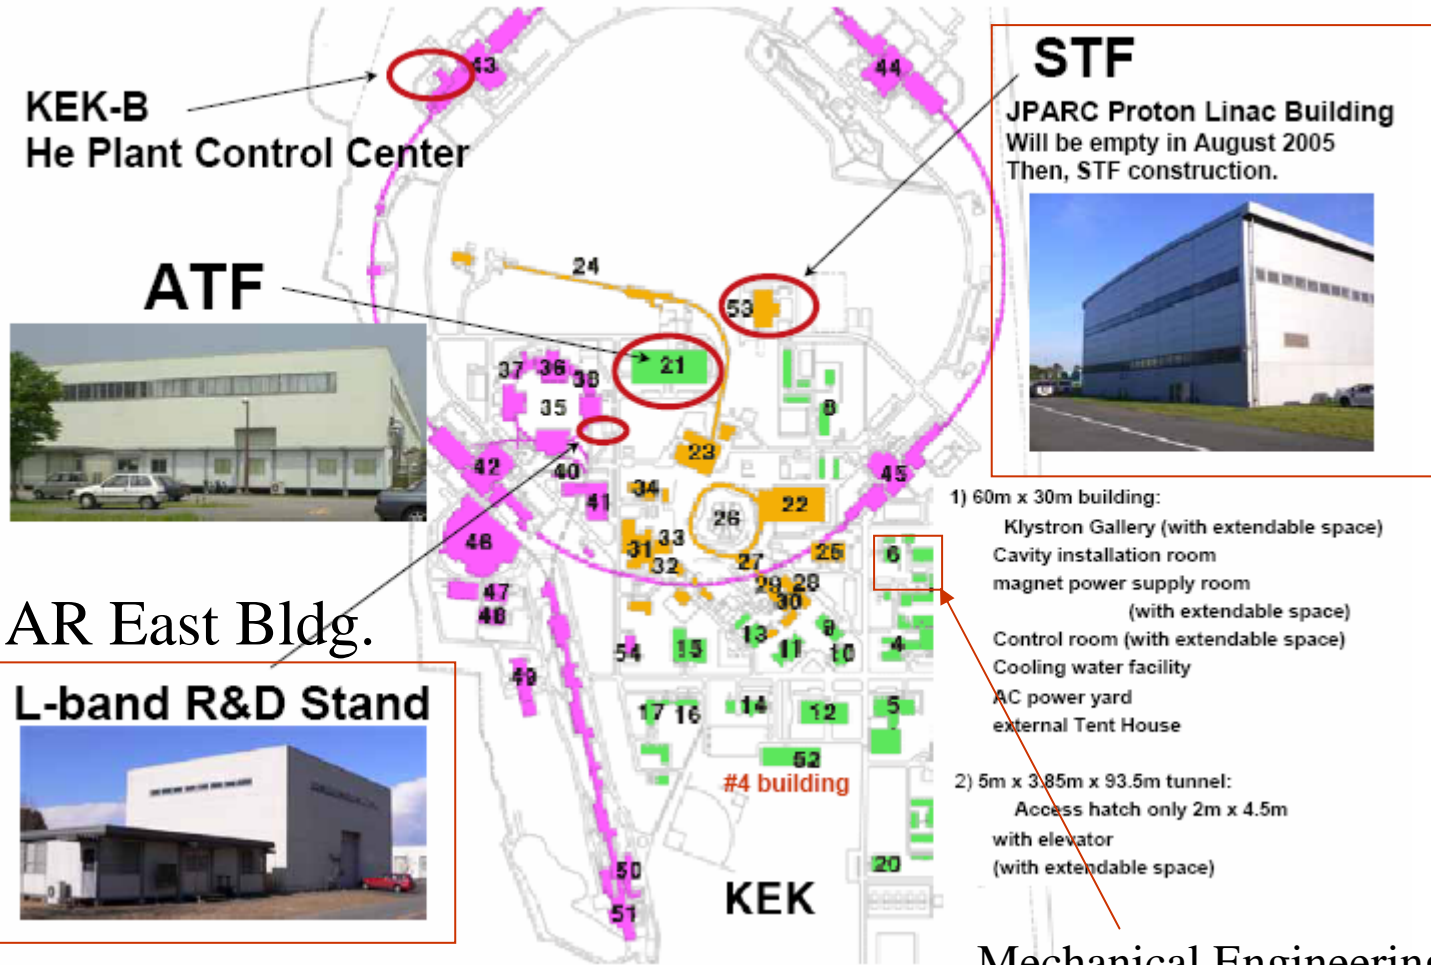 KEK-B
He Plant Control Center
STF
JPARC Proton Linac Building
Will be empty in August 2005
Then, STF construction.
ATF
43
44
24
53
21
37 36 38
35
8
23
42
40
41
34
22
45
26
46
31 33
32
27
25
6
29 28
30
47
48
13
11
9
10
4
54
15
49
17 16
14
12
5
52
#4 building
20
50
51
KEK
AR East Bldg.
L-band R&D Stand
1) 60m x 30m building:
Klystron Gallery (with extendable space)
Cavity installation room
magnet power supply room
(with extendable space)
Control room (with extendable space)
Cooling water facility
AC power yard
external Tent House
2) 5m x 3.85m x 93.5m tunnel:
Access hatch only 2m x 4.5m
with elevator
(with extendable space)
Mechanical Engineering